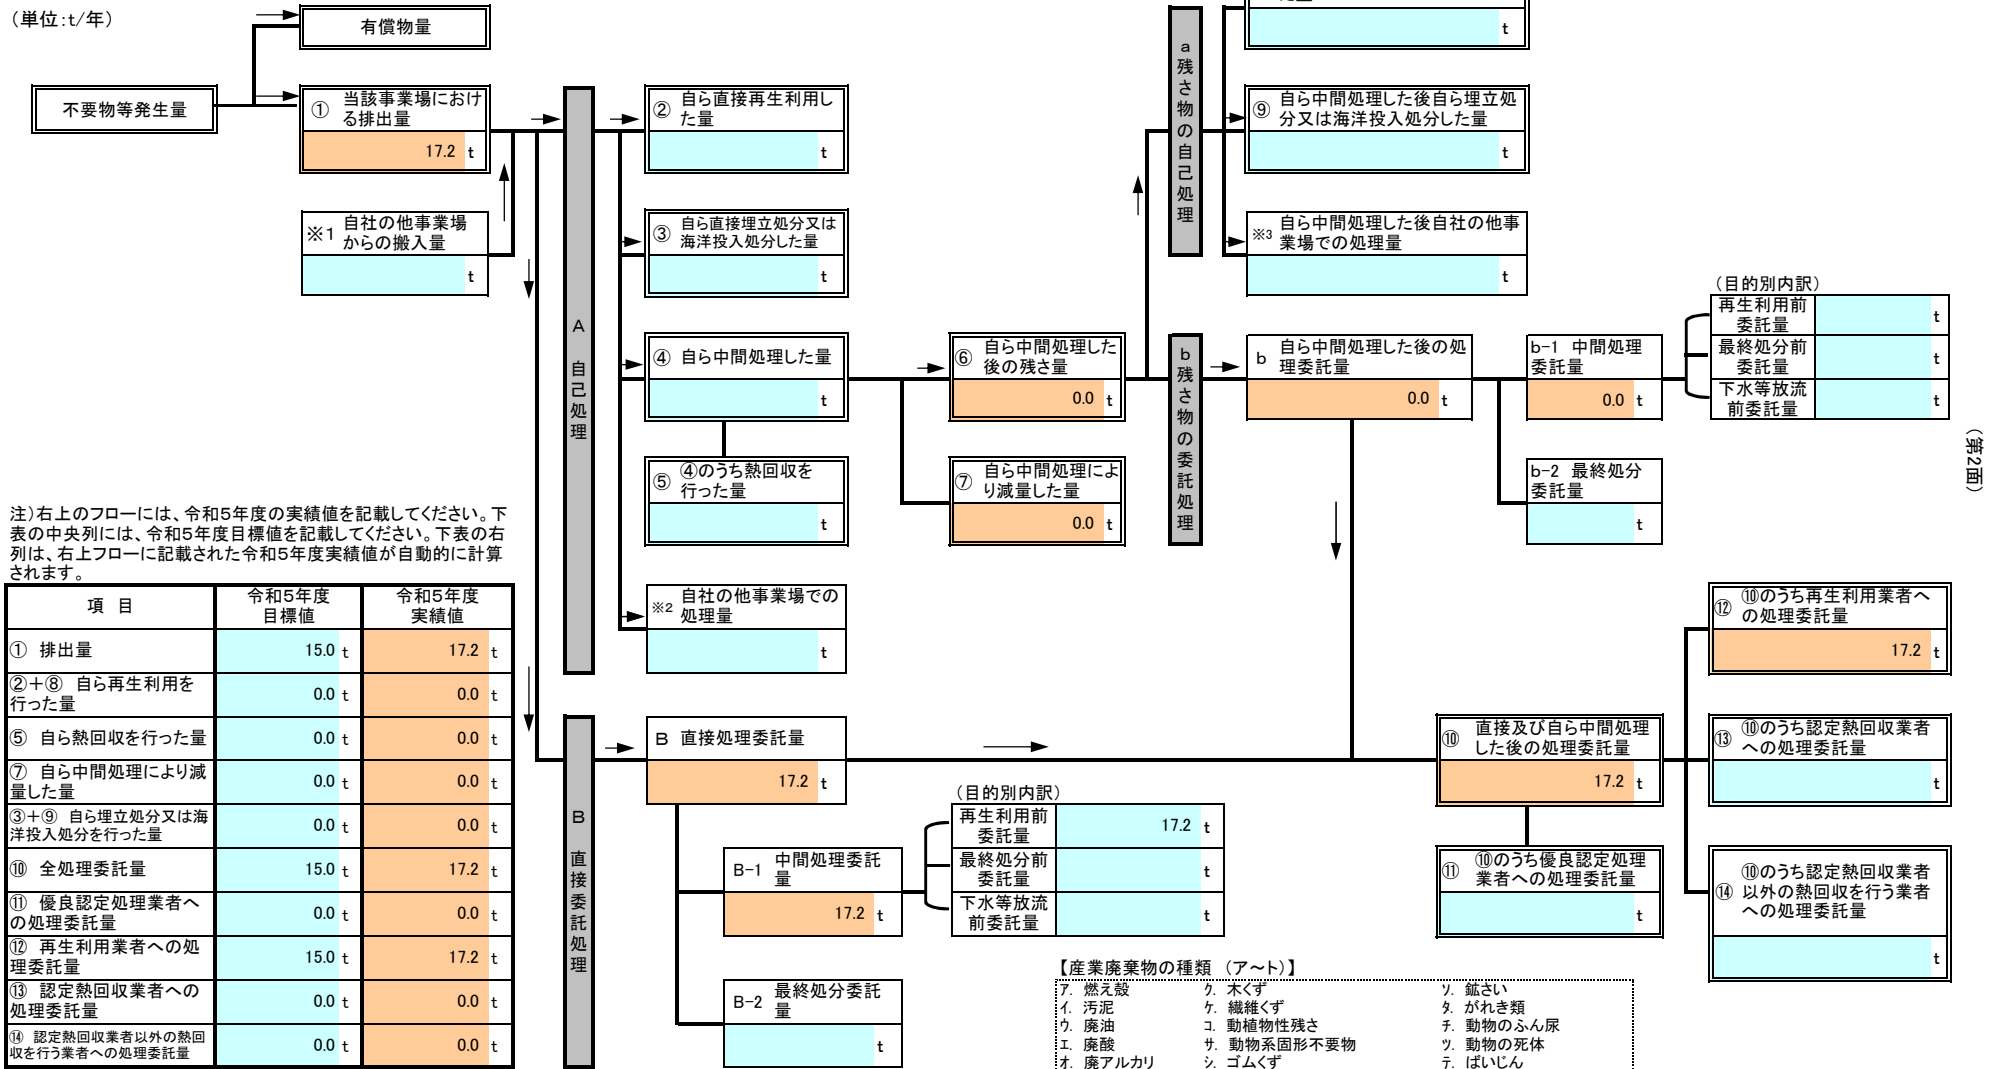 （単位:t/年）
有償物量
不要物等発生量
① 当該事業場におけ
る排出量
17.2 t
※1 自社の他事業場
からの搬入量
t
A 自己処理
② 自ら直接再生利用し
た量
t
③ 自ら直接埋立処分又は
海洋投入処分した量
t
④ 自ら中間処理した量
t
⑤ ④のうち熱回収を
行った量
t
※2 自社の他事業場での
処理量
t
⑥ 自ら中間処理した
後の残さ量
0.0 t
⑦ 自ら中間処理によ
り減量した量
0.0 t
a 残さ物の自己処理
t
⑨ 自ら中間処理した後自ら埋立処
分又は海洋投入処分した量
t
※3 自ら中間処理した後自社の他事
業場での処理量
t
b 残さ物の委託処理
b 自ら中間処理した後の処
理委託量
0.0 t
b-1 中間処理
委託量
0.0 t
b-2 最終処分
委託量
t
（目的別内訳）
再生利用前
委託量
t
最終処分前
委託量
t
下水等放流
前委託量
t
（第2面）
注）右上のフローには、令和5年度の実績値を記載してください。下
表の中央列には、令和5年度目標値を記載してください。下表の右
列は、右上フローに記載された令和5年度実績値が自動的に計算
されます。
項 目
令和5年度
目標値
令和5年度
実績値
① 排出量
15.0 t 17.2 t
②＋⑧ 自ら再生利用を
行った量
0.0 t 0.0 t
⑤ 自ら熱回収を行った量
0.0 t 0.0 t
⑦ 自ら中間処理により減
量した量
0.0 t 0.0 t
③＋⑨ 自ら埋立処分又は海
洋投入処分を行った量
0.0 t 0.0 t
⑩ 全処理委託量
15.0 t 17.2 t
⑪ 優良認定処理業者へ
の処理委託量
0.0 t 0.0 t
⑫ 再生利用業者への処
理委託量
15.0 t 17.2 t
⑬ 認定熱回収業者への
処理委託量
0.0 t 0.0 t
⑭ 認定熱回収業者以外の熱回
収を行う業者への処理委託量
0.0 t 0.0 t
B 直接委託処理
B 直接処理委託量
17.2 t
B-1 中間処理委託
量
17.2 t
B-2 最終処分委託
量
t
（目的別内訳）
再生利用前
委託量
17.2 t
最終処分前
委託量
t
下水等放流
前委託量
t
⑩ 直接及び自ら中間処理
した後の処理委託量
17.2 t
⑪ ⑩のうち優良認定処理
業者への処理委託量
t
⑫ ⑩のうち再生利用業者へ
の処理委託量
17.2 t
⑬ ⑩のうち認定熱回収業者
への処理委託量
t
⑭ ⑩のうち認定熱回収業者
以外の熱回収を行う業者
への処理委託量
t
【産業廃棄物の種類 （ア～ト）】
ア. 燃え殻 ク. 木くず ソ. 鉱さい
イ. 汚泥 ケ. 繊維くず タ. がれき類
ウ. 廃油 コ. 動植物性残さ チ. 動物のふん尿
エ. 廃酸 サ. 動物系固形不要物 ツ. 動物の死体
オ. 廃アルカリ シ. ゴムくず テ. ばいじん